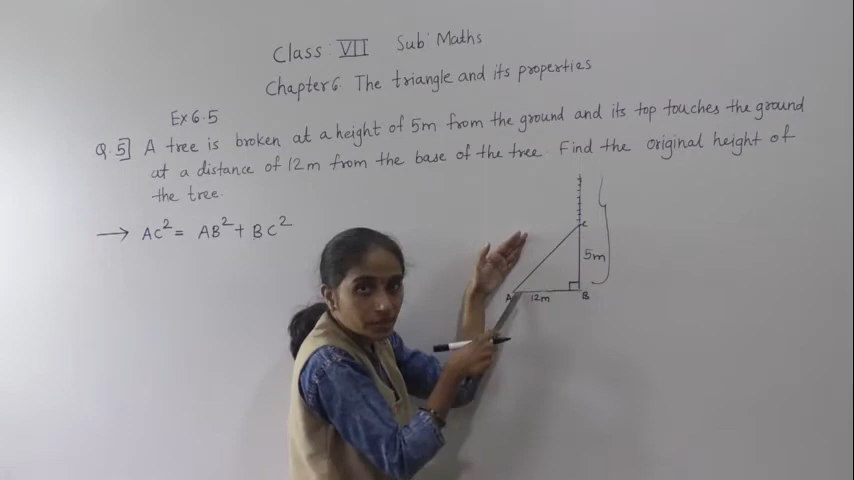 Class VII Sub: Maths
Chapter 6. The triangle and its properties
Ex 6.5
Q.5] A tree is broken at a height of 5m from the ground and its top touches the ground
at a distance of 12m from the base of the tree. Find the original height of
the tree.
→ AC² = AB² + BC²
C
5m
A 12m B